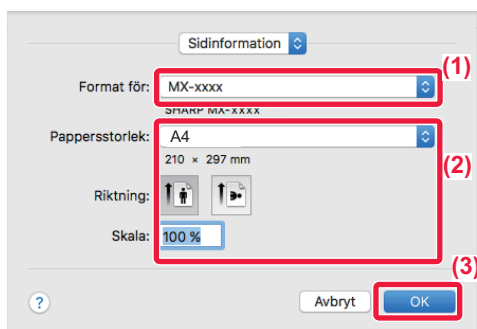 Sidinformation
(1)
Format för: MX-xxxx
SHARP MX-xxxx
Pappersstorlek: A4
210 × 297 mm
(2)
Riktning:
Skala: 100 %
(3)
? Avbryt OK